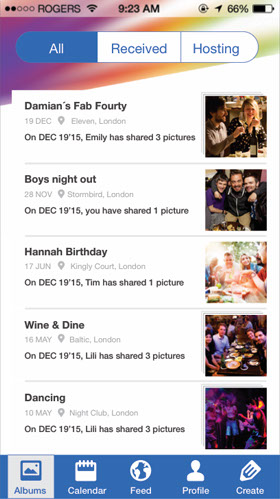 ROGERS 9:23 AM 66%
All Received Hosting
Damian´s Fab Fourty
19 DEC Eleven, London
On DEC 19'15, Emily has shared 3 pictures
Boys night out
28 NOV Stormbird, London
On DEC 19'15, you have shared 1 picture
Hannah Birthday
17 JUN Kingly Court, London
On DEC 19'15, Tim has shared 1 picture
Wine & Dine
16 MAY Baltic, London
On DEC 19'15, Lili has shared 3 pictures
Dancing
10 MAY Night Club, London
On DEC 19'15, Lili has shared 3 pictures
Albums Calendar Feed Profile Create